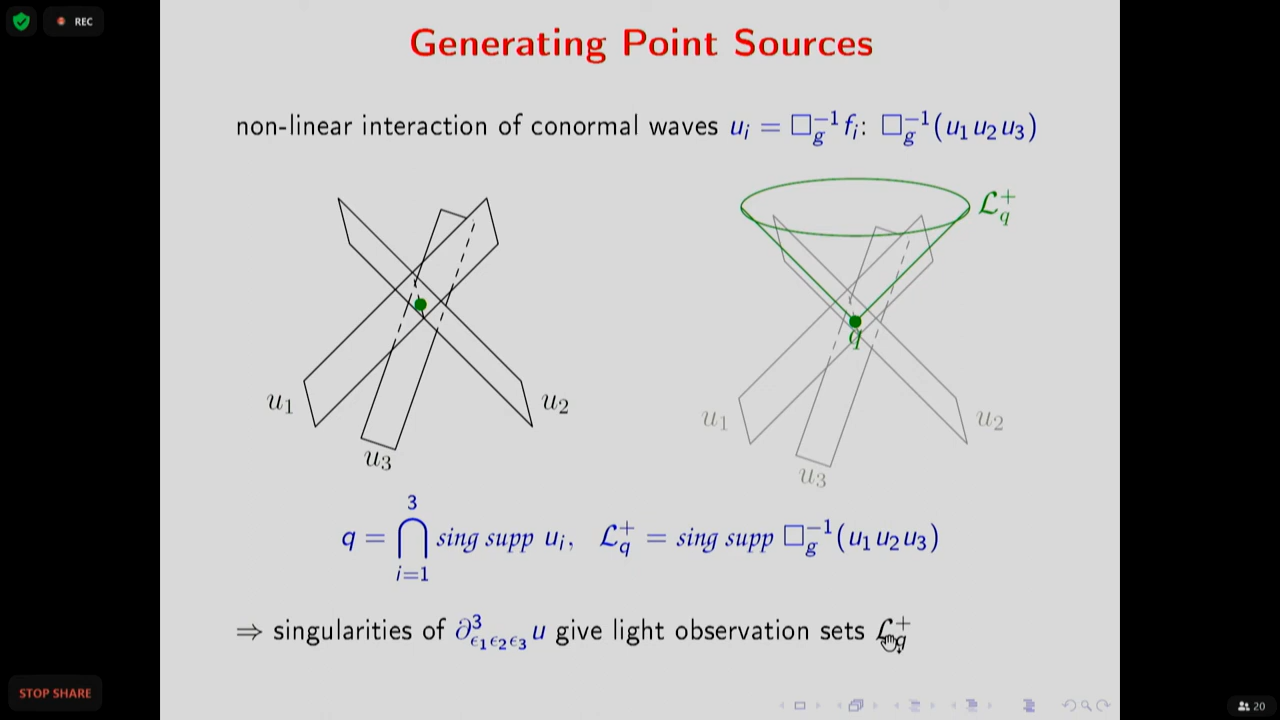 REC
Generating Point Sources
non-linear interaction of conormal waves u_i = □_g^{-1} f_i: □_g^{-1}(u_1 u_2 u_3)
ℒ_q^+
q
u_1
u_2
u_3
u_1
u_2
u_3
q = ⋂_{i=1}^{3} sing supp u_i, ℒ_q^+ = sing supp □_g^{-1}(u_1 u_2 u_3)
⇒ singularities of ∂^3_{ϵ_1 ϵ_2 ϵ_3} u give light observation sets ℒ_q^+
STOP SHARE
20